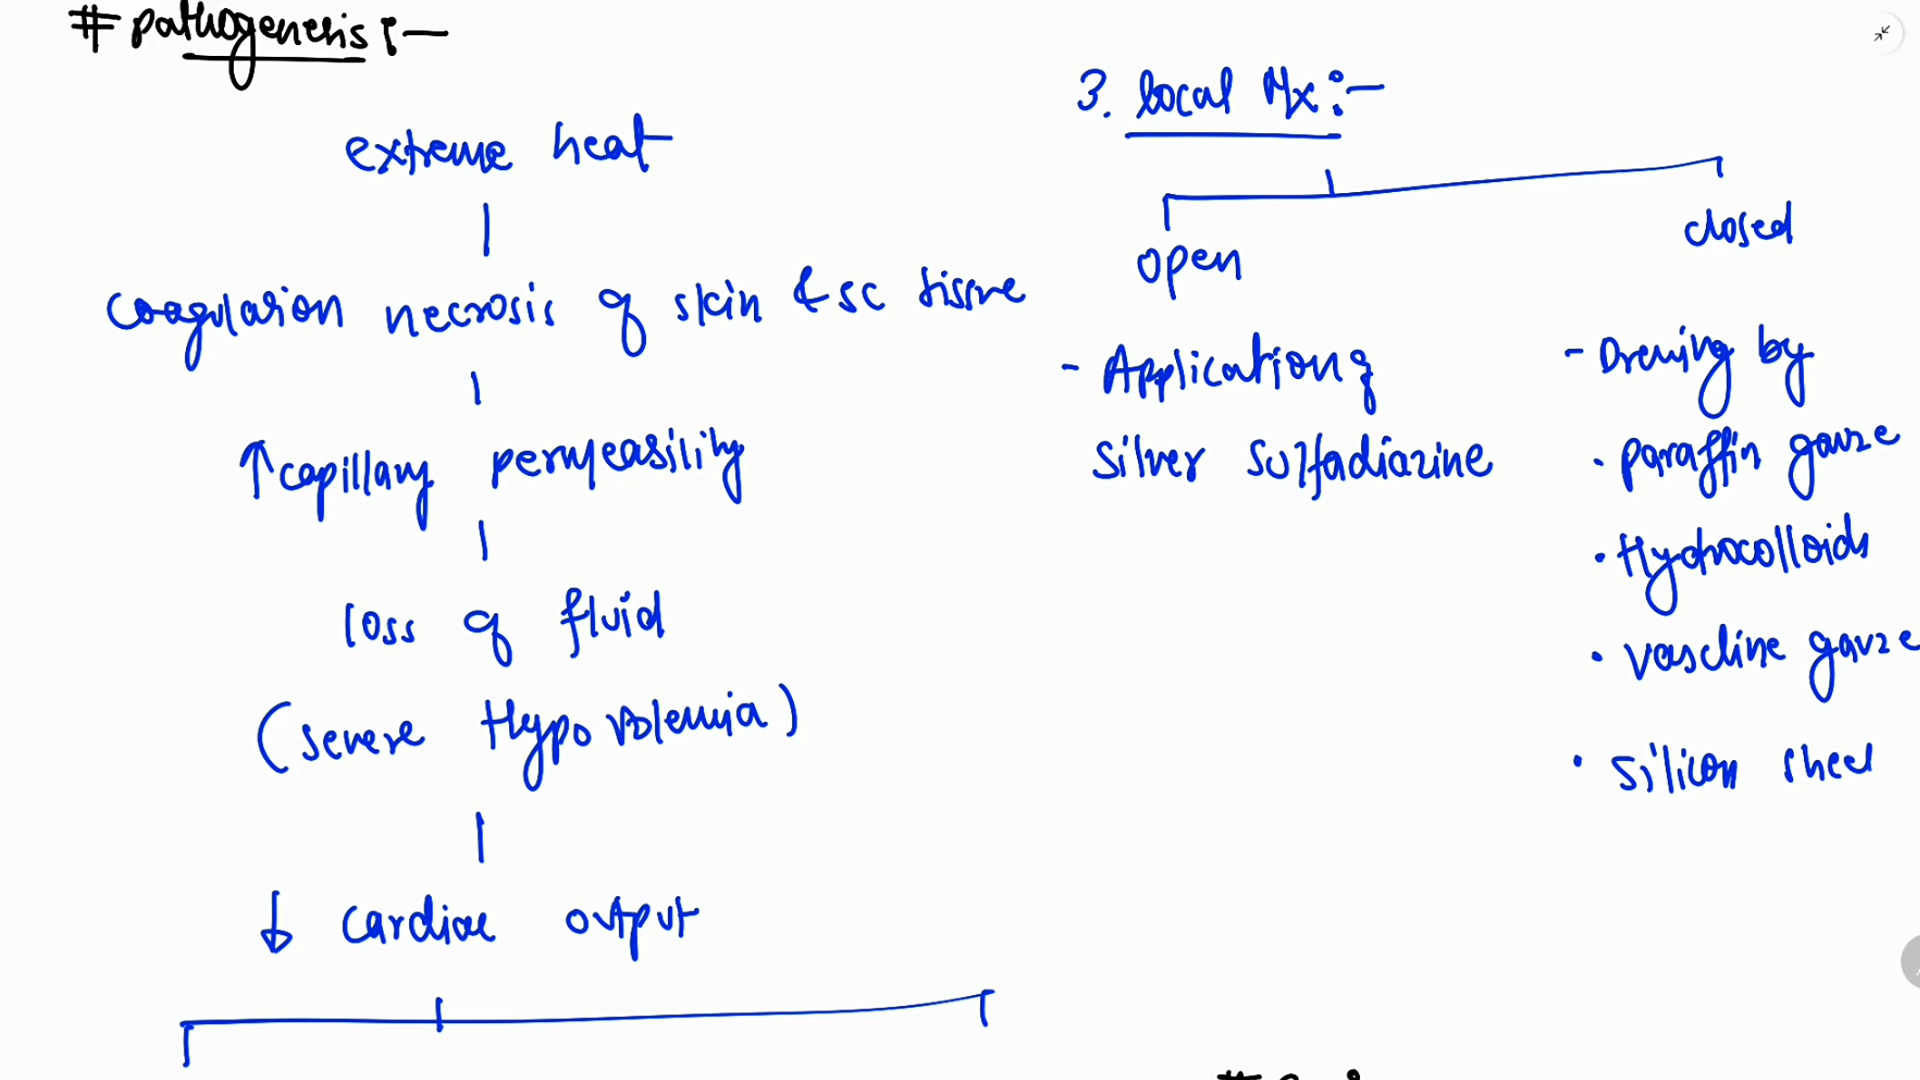 # pathogenesis :-
extreme heat
coagulation necrosis of skin & sc tissue
↑ capillary permeability
loss of fluid
(severe Hypovolemia)
↓ cardiac output
3. local Mx :-
open
- Application of
silver sulfadiazine
closed
- Dressing by
• paraffin gauze
• Hydrocolloids
• vaseline gauze
• silicon sheet
#